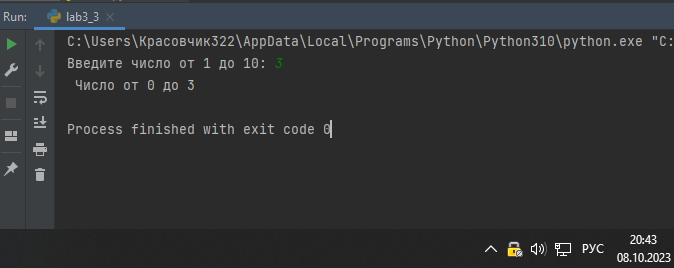 Run: lab3_3
C:\Users\Красовчик322\AppData\Local\Programs\Python\Python310\python.exe "C:
Введите число от 1 до 10: 3
Число от 0 до 3
Process finished with exit code 0
РУС
20:43
08.10.2023